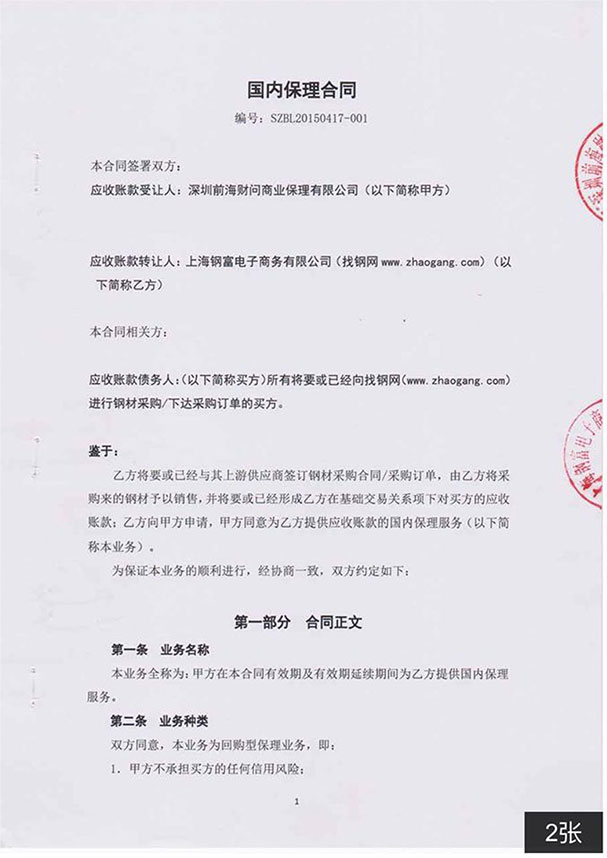 国内保理合同
编号：SZBL20150417-001
本合同签署双方：
应收账款受让人：深圳前海财问商业保理有限公司（以下简称甲方）
应收账款转让人：上海钢富电子商务有限公司（找钢网 www.zhaogang.com）（以
下简称乙方）
本合同相关方：
应收账款债务人：（以下简称买方）所有将要或已经向找钢网（www.zhaogang.com）
进行钢材采购/下达采购订单的买方。
鉴于：
乙方将要或已经与其上游供应商签订钢材采购合同/采购订单，由乙方将采
购来的钢材予以销售，并将要或已经形成乙方在基础交易关系项下对买方的应收
账款；乙方向甲方申请，甲方同意为乙方提供应收账款的国内保理服务（以下简
称本业务）。
为保证本业务的顺利进行，经协商一致，双方约定如下：
第一部分 合同正文
第一条 业务名称
本业务全称为：甲方在本合同有效期及有效期延续期间为乙方提供国内保理
服务。
第二条 业务种类
双方同意，本业务为回购型保理业务，即：
1．甲方不承担买方的任何信用风险；
1
深圳前海
钢富电子商
2张